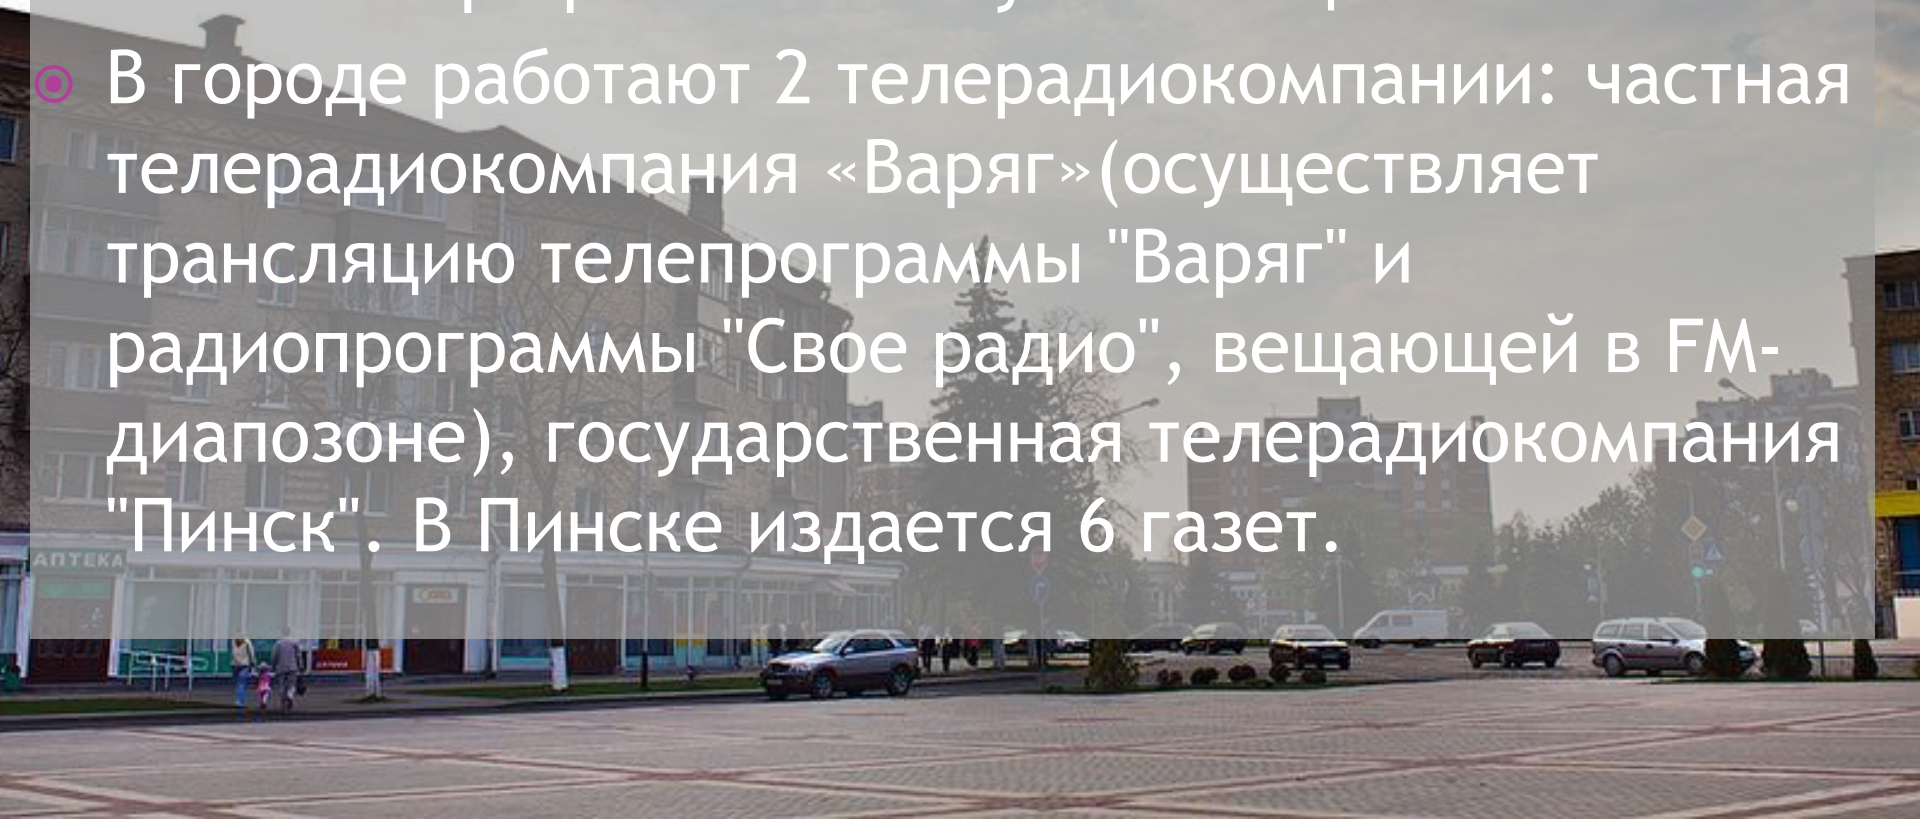 В городе работают 2 телерадиокомпании: частная
телерадиокомпания «Варяг»(осуществляет
трансляцию телепрограммы "Варяг" и
радиопрограммы "Свое радио", вещающей в FM-
диапозоне), государственная телерадиокомпания
"Пинск". В Пинске издается 6 газет.
АПТЕКА